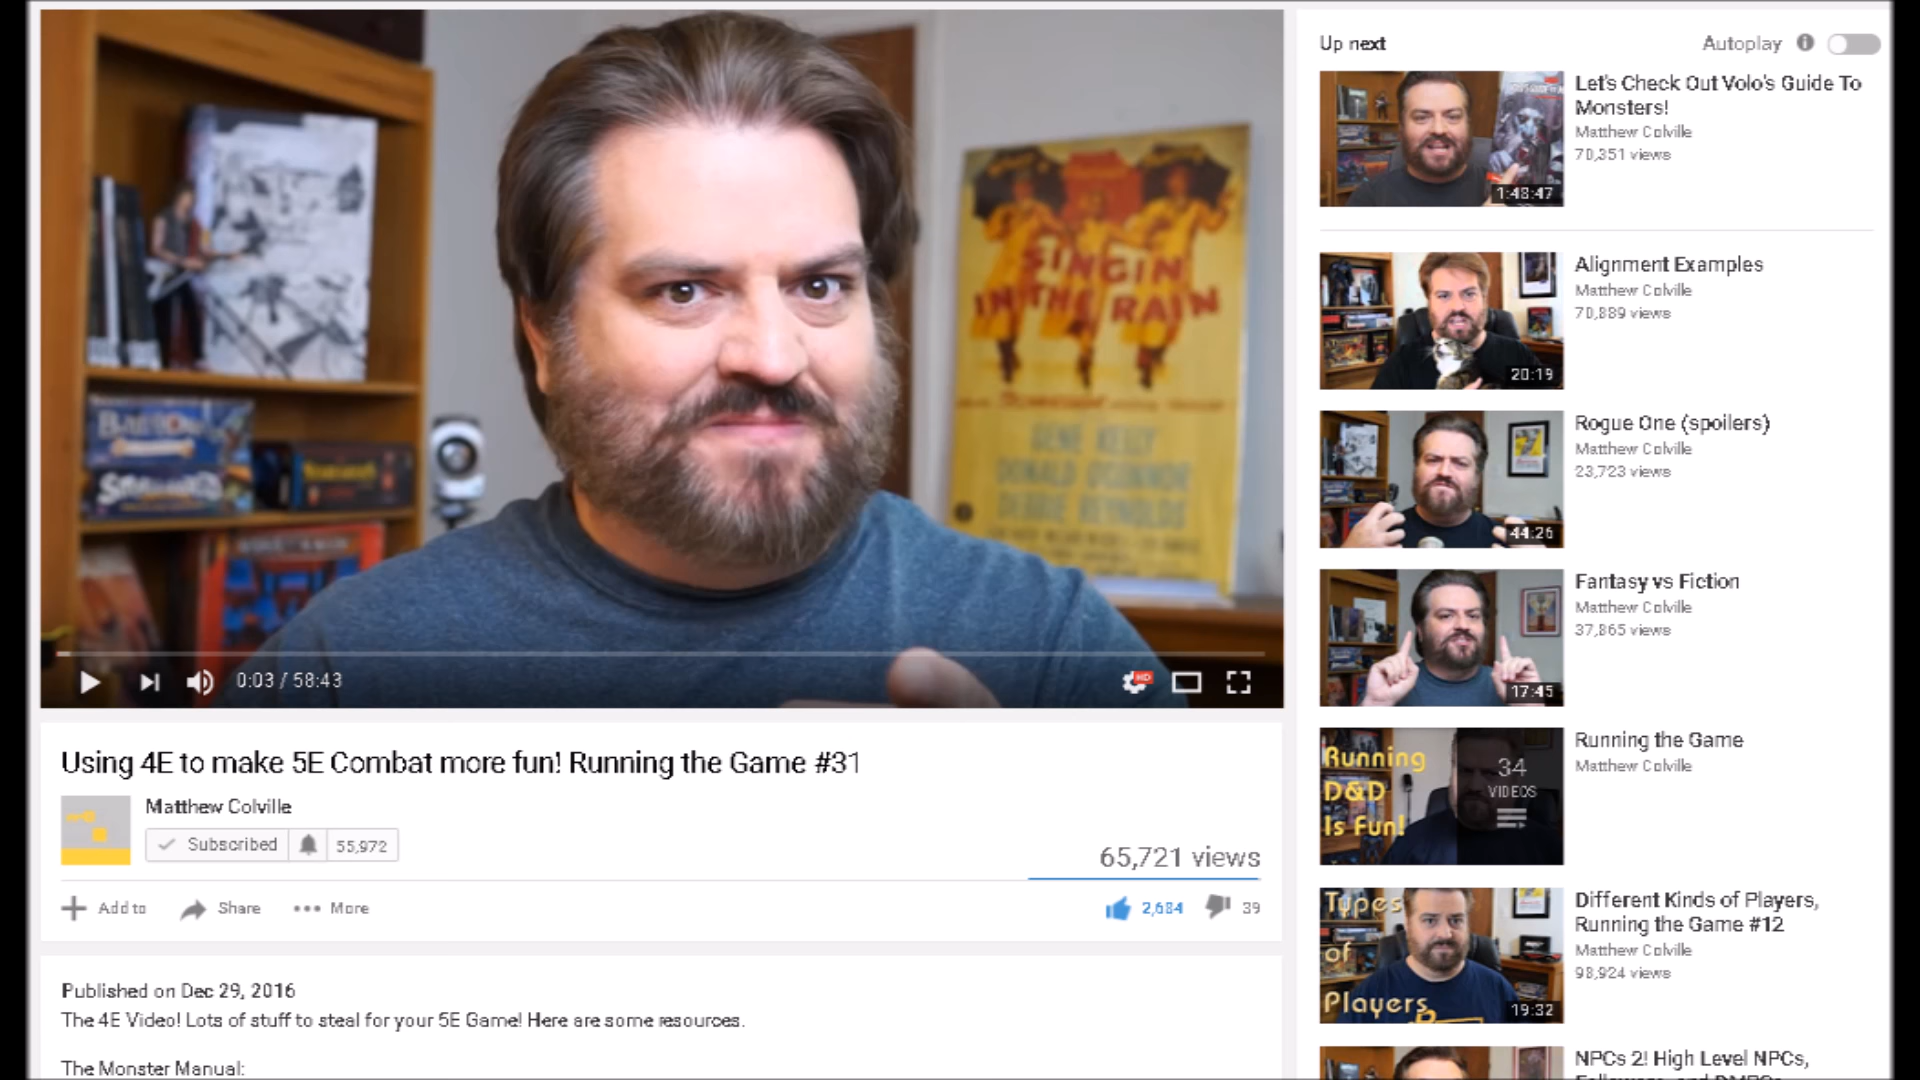 SINGIN'
IN THE RAIN
GENE KELLY
DONALD O'CONNOR
DEBBIE REYNOLDS
0:03 / 58:43
HD
Using 4E to make 5E Combat more fun! Running the Game #31
Matthew Colville
Subscribed
55,972
65,721 views
Add to
Share
More
2,684
39
Published on Dec 29, 2016
The 4E Video! Lots of stuff to steal for your 5E Game! Here are some resources.
The Monster Manual:
Up next
Autoplay
Let's Check Out Volo's Guide To
Monsters!
Matthew Colville
70,351 views
1:48:47
Alignment Examples
Matthew Colville
70,889 views
20:19
Rogue One (spoilers)
Matthew Colville
23,723 views
44:26
Fantasy vs Fiction
Matthew Colville
37,865 views
17:45
Running
D&D
Is Fun!
34
VIDEOS
Running the Game
Matthew Colville
Types
of
Players
19:32
Different Kinds of Players,
Running the Game #12
Matthew Colville
98,924 views
NPCs 2! High Level NPCs,